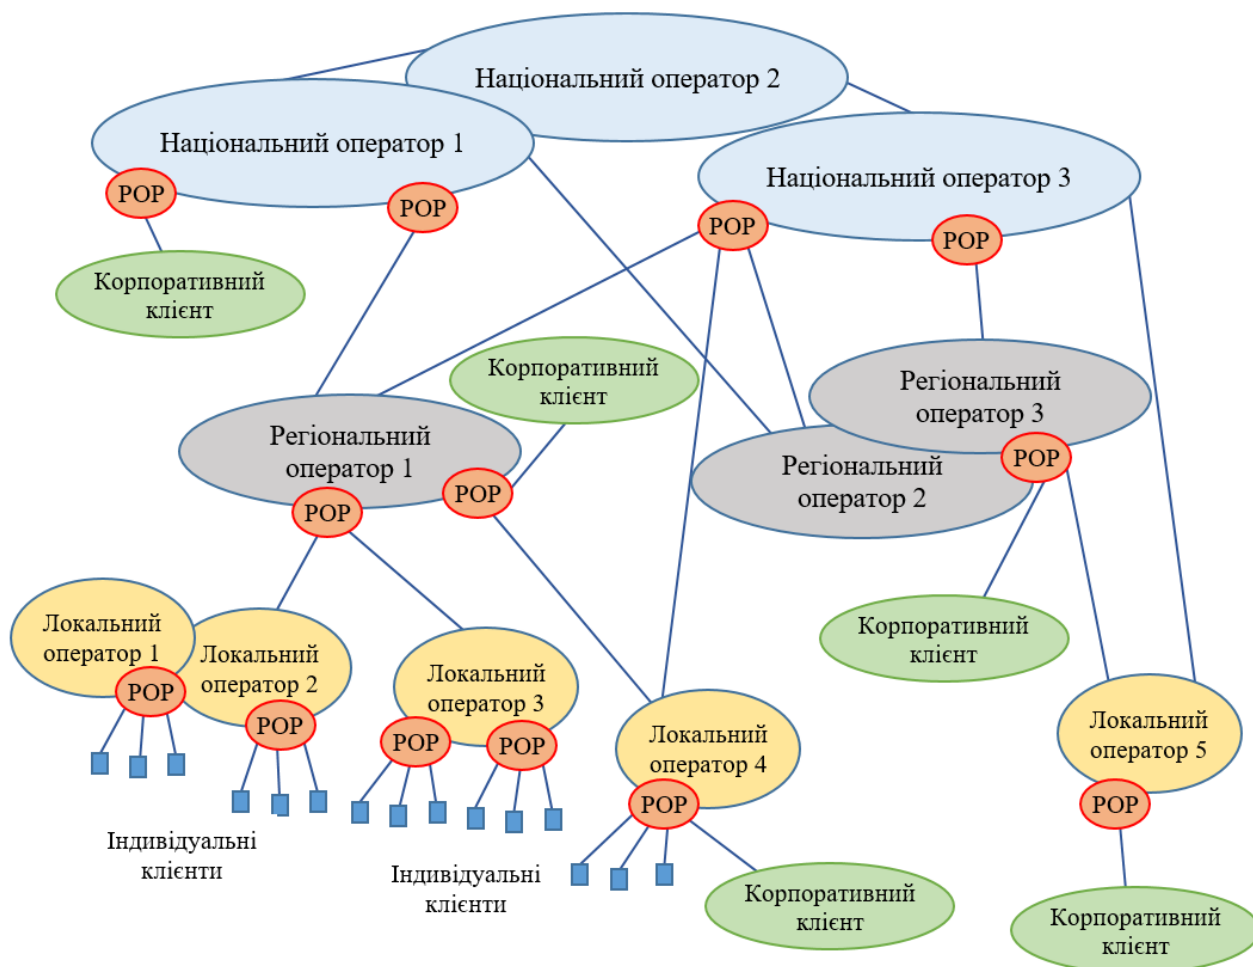 Національний оператор 2
Національний оператор 1
Національний оператор 3
POP
POP
POP
POP
Корпоративний
клієнт
Корпоративний
клієнт
Регіональний
оператор 3
Регіональний
оператор 1
Регіональний
оператор 2
POP
POP
POP
Локальний
оператор 1
Локальний
оператор 2
Локальний
оператор 3
Корпоративний
клієнт
POP
POP
POP
POP
Локальний
оператор 4
Локальний
оператор 5
POP
POP
Індивідуальні
клієнти
Індивідуальні
клієнти
Корпоративний
клієнт
Корпоративний
клієнт